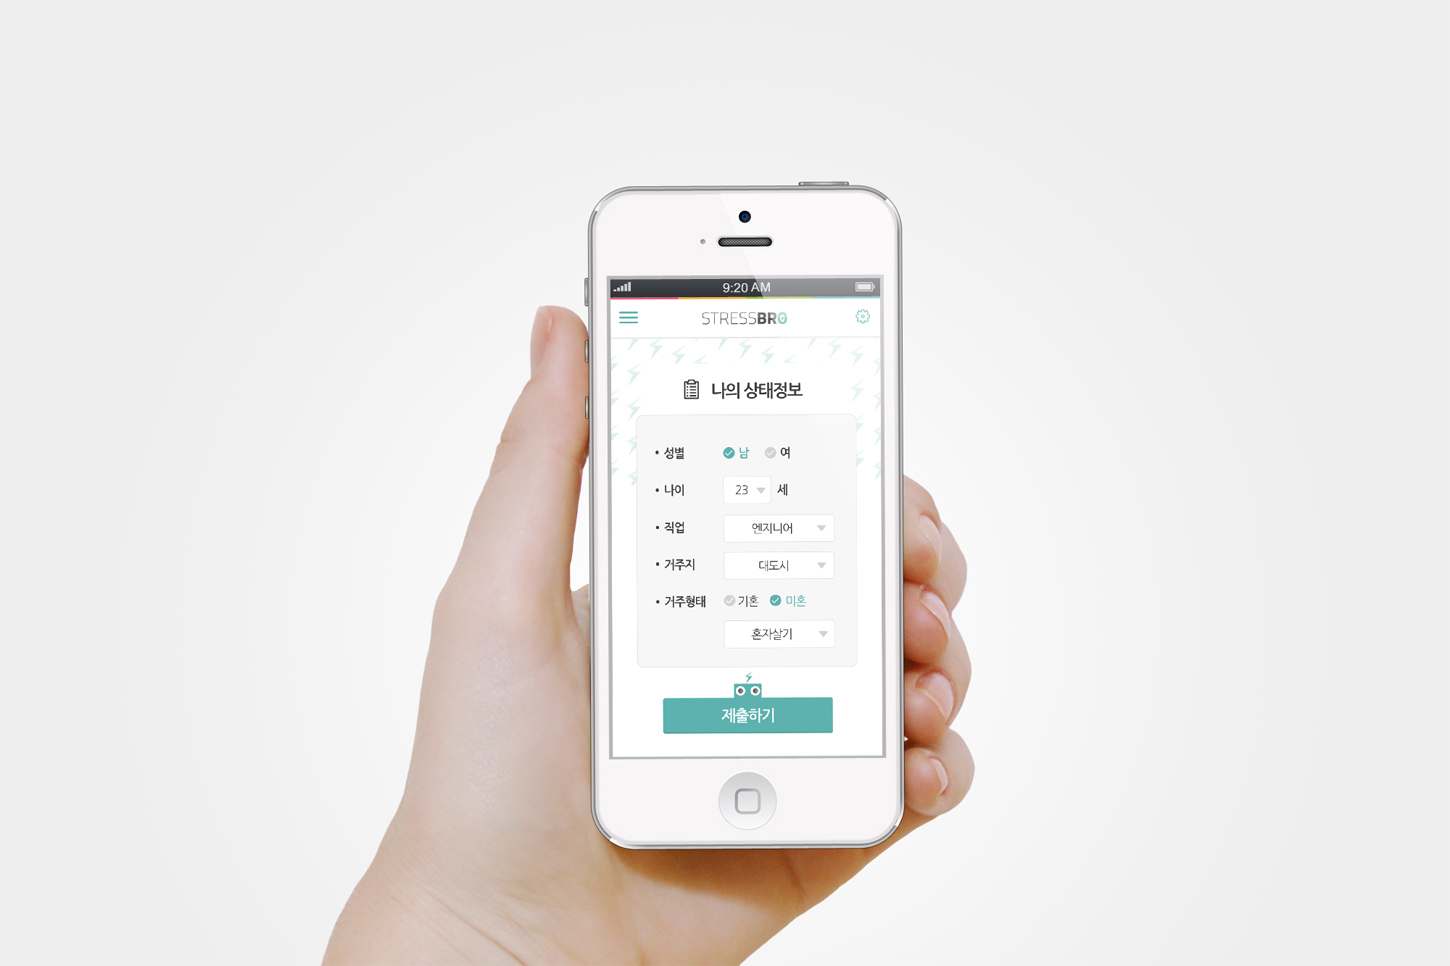 9:20 AM
STRESSBRO
나의 상태정보
• 성별 남 여
• 나이 23 세
• 직업 엔지니어
• 거주지 대도시
• 거주형태 기혼 미혼
혼자살기
제출하기